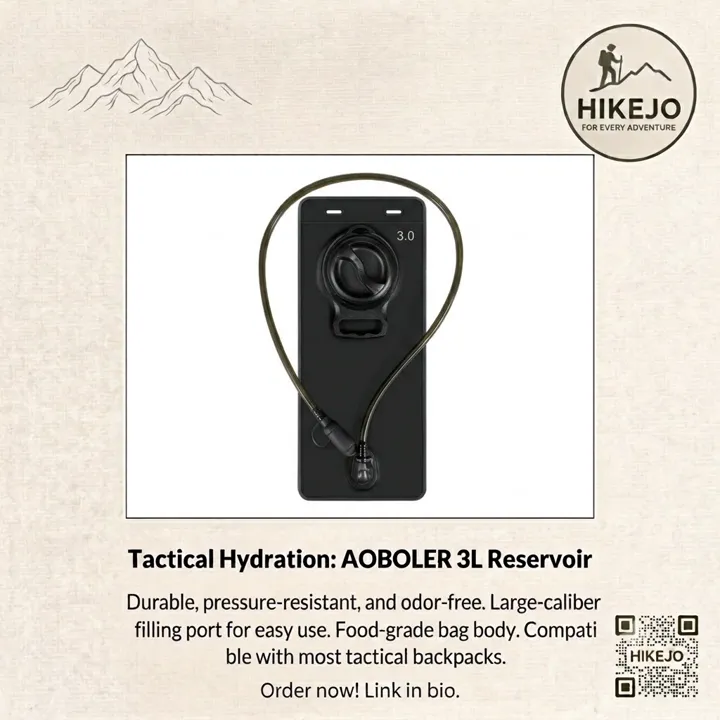 HIKEJO
FOR EVERY ADVENTURE
3.0
Tactical Hydration: AOBOLER 3L Reservoir
Durable, pressure-resistant, and odor-free. Large-caliber
filling port for easy use. Food-grade bag body. Compati
ble with most tactical backpacks.
Order now! Link in bio.
HIKEJO